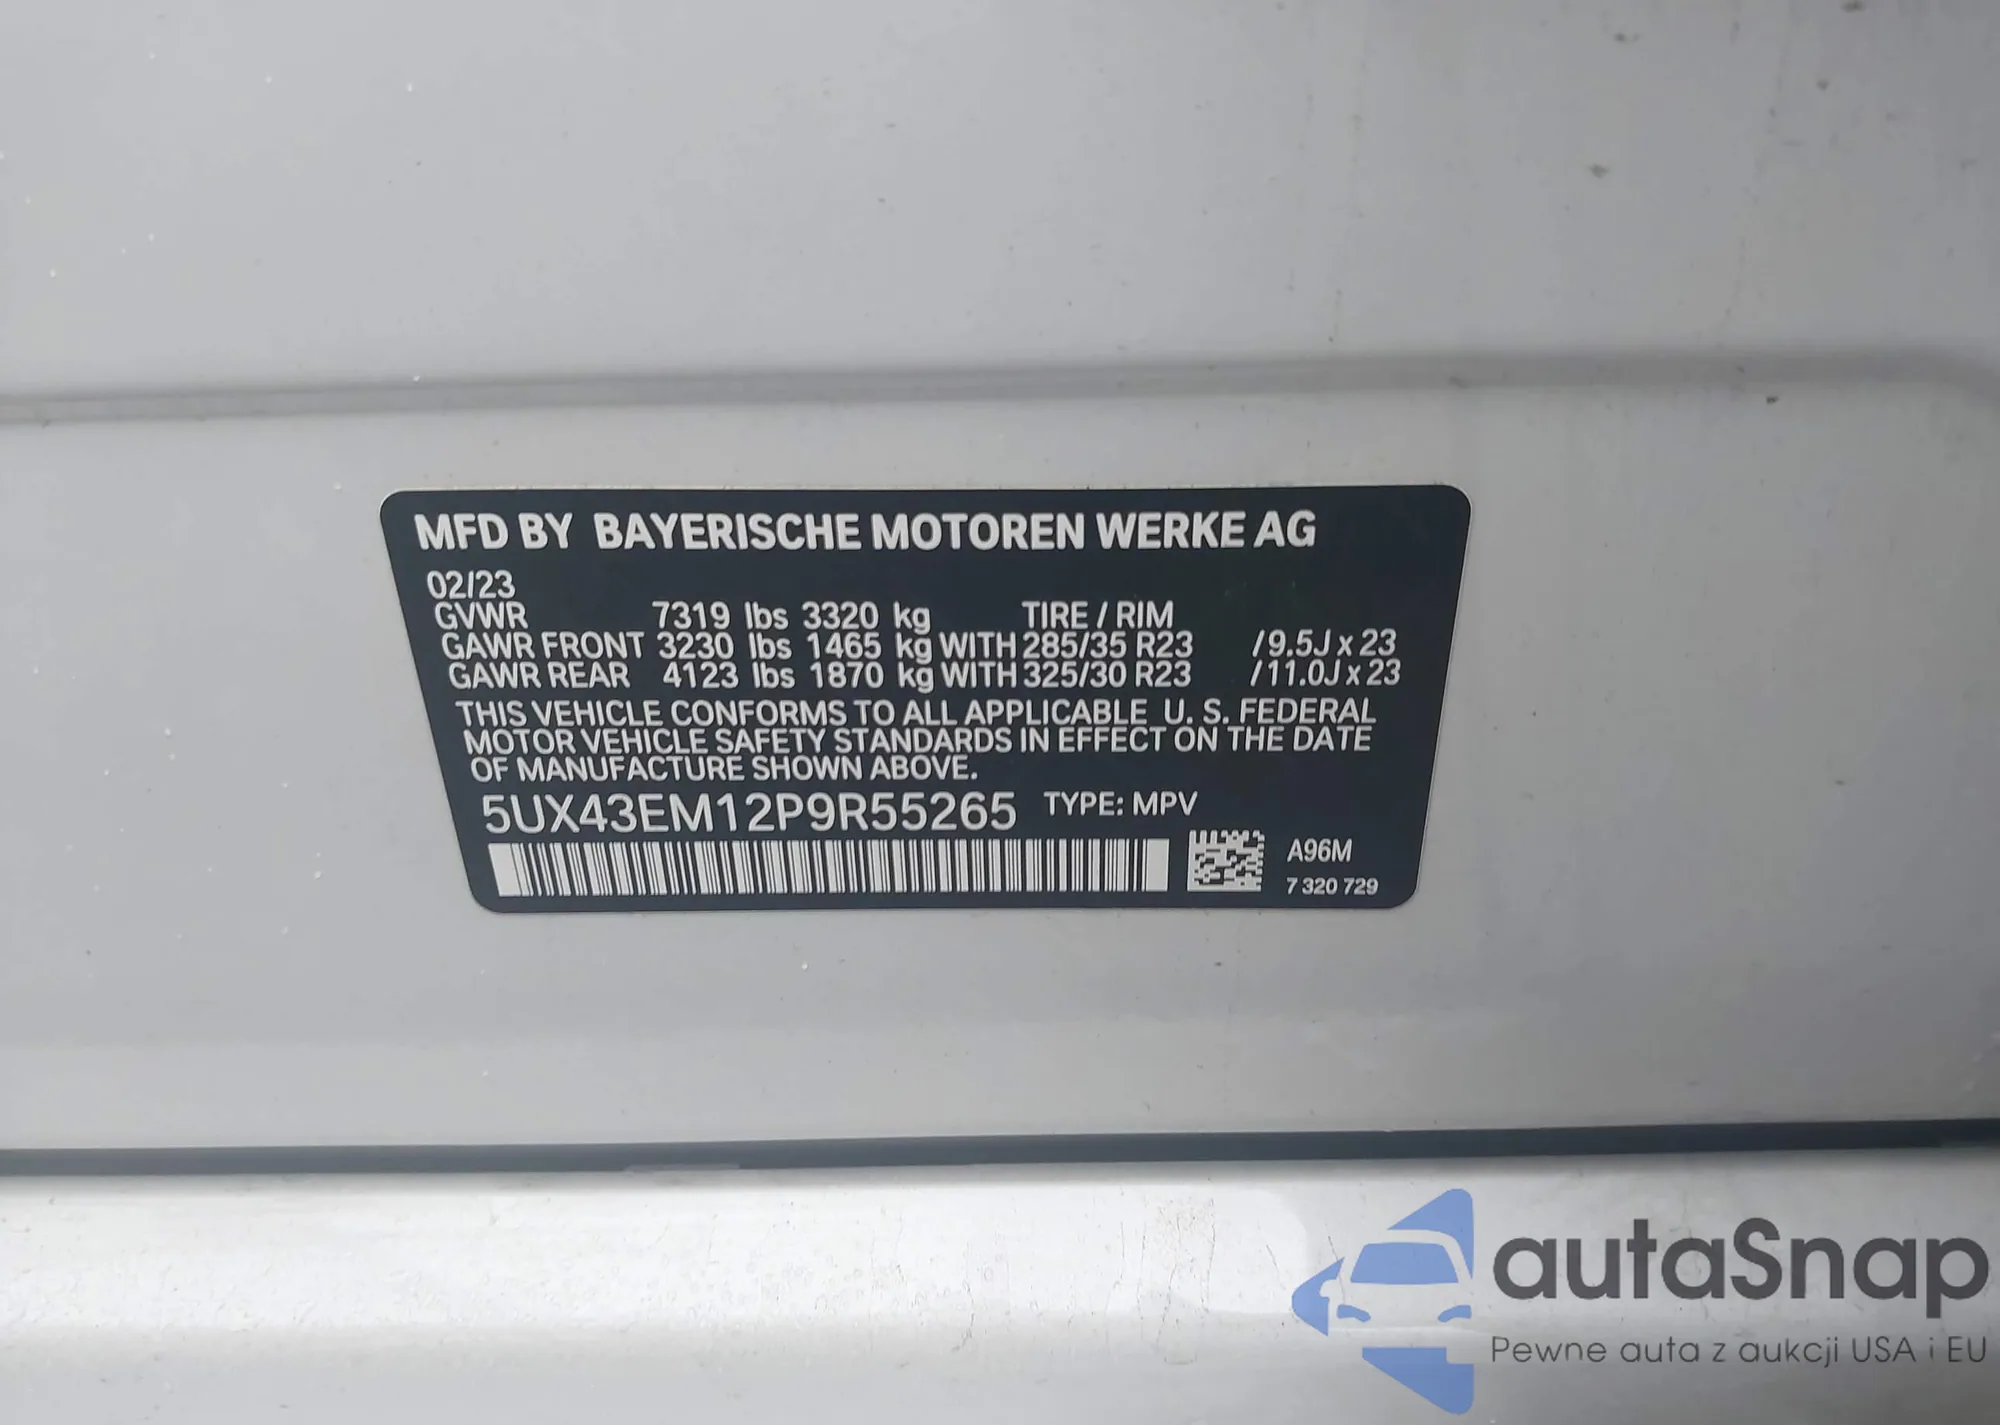 MFD BY BAYERISCHE MOTOREN WERKE AG
02/23
GVWR 7319 lbs 3320 kg TIRE / RIM
GAWR FRONT 3230 lbs 1465 kg WITH 285/35 R23 /9.5J x 23
GAWR REAR 4123 lbs 1870 kg WITH 325/30 R23 /11.0J x 23
THIS VEHICLE CONFORMS TO ALL APPLICABLE U. S. FEDERAL
MOTOR VEHICLE SAFETY STANDARDS IN EFFECT ON THE DATE
OF MANUFACTURE SHOWN ABOVE.
5UX43EM12P9R55265 TYPE: MPV
A96M
7 320 729
autaSnap
Pewne auta z aukcji USA i EU